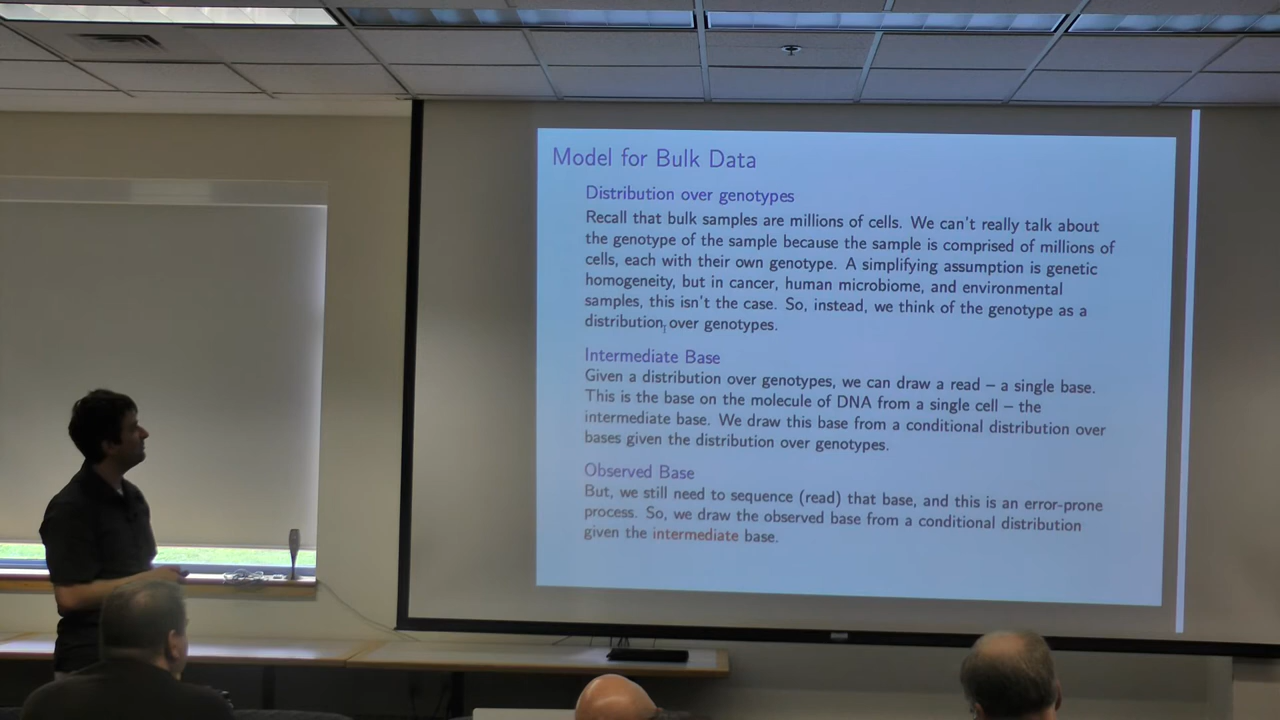 Model for Bulk Data
Distribution over genotypes
Recall that bulk samples are millions of cells. We can't really talk about
the genotype of the sample because the sample is comprised of millions of
cells, each with their own genotype. A simplifying assumption is genetic
homogeneity, but in cancer, human microbiome, and environmental
samples, this isn't the case. So, instead, we think of the genotype as a
distribution over genotypes.
Intermediate Base
Given a distribution over genotypes, we can draw a read – a single base.
This is the base on the molecule of DNA from a single cell – the
intermediate base. We draw this base from a conditional distribution over
bases given the distribution over genotypes.
Observed Base
But, we still need to sequence (read) that base, and this is an error-prone
process. So, we draw the observed base from a conditional distribution
given the intermediate base.